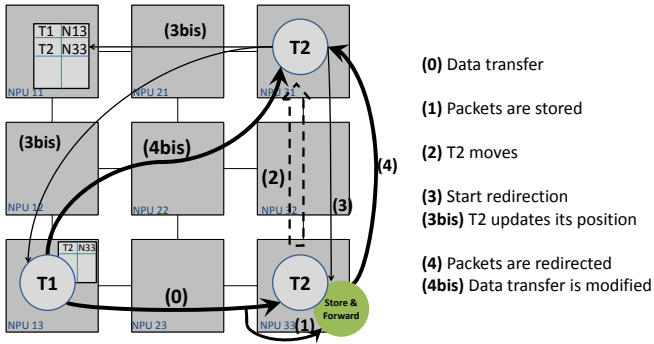 T1 N13
T2 N33
(3bis)
T2
NPU 11
NPU 21
NPU 31
(3bis)
(4bis)
(2)
(3)
(4)
NPU 12
NPU 22
NPU 32
T2 N33
T1
(0)
T2
Store &
Forward
(1)
NPU 13
NPU 23
NPU 33
(0) Data transfer
(1) Packets are stored
(2) T2 moves
(3) Start redirection
(3bis) T2 updates its position
(4) Packets are redirected
(4bis) Data transfer is modified